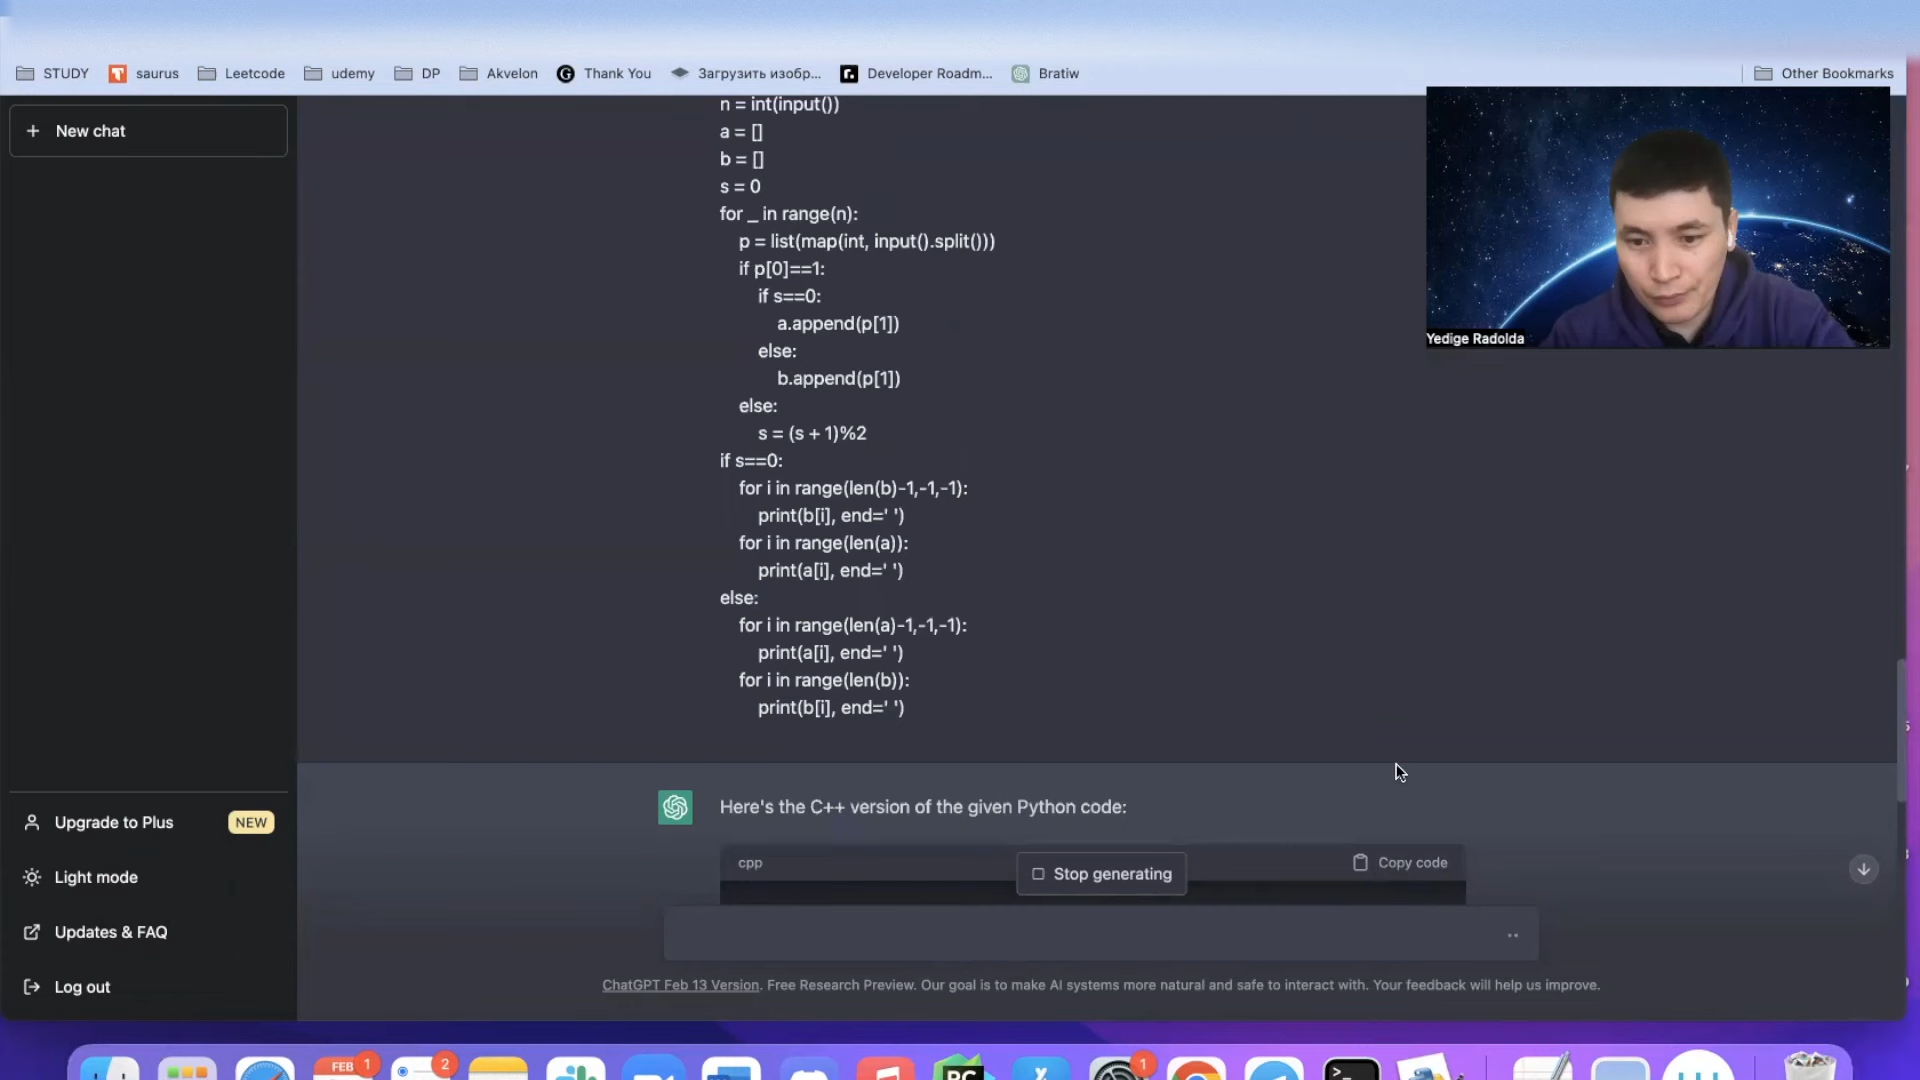 STUDY
saurus
Leetcode
udemy
DP
Akvelon
Thank You
Загрузить изобр...
Developer Roadm...
Bratiw
Other Bookmarks
+ New chat
n = int(input())
a = []
b = []
s = 0
for _ in range(n):
p = list(map(int, input().split()))
if p[0]==1:
if s==0:
a.append(p[1])
else:
b.append(p[1])
else:
s = (s + 1)%2
if s==0:
for i in range(len(b)-1,-1,-1):
print(b[i], end=' ')
for i in range(len(a)):
print(a[i], end=' ')
else:
for i in range(len(a)-1,-1,-1):
print(a[i], end=' ')
for i in range(len(b)):
print(b[i], end=' ')
Yedige Radolda
Here's the C++ version of the given Python code:
cpp
Copy code
Stop generating
Upgrade to Plus
NEW
Light mode
Updates & FAQ
Log out
ChatGPT Feb 13 Version. Free Research Preview. Our goal is to make AI systems more natural and safe to interact with. Your feedback will help us improve.
FEB
1
2
PC
1